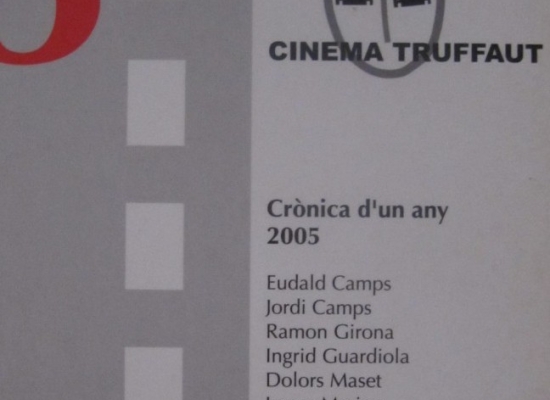 CINEMA TRUFFAUT
Crònica d'un any
2005
Eudald Camps
Jordi Camps
Ramon Girona
Ingrid Guardiola
Dolors Maset